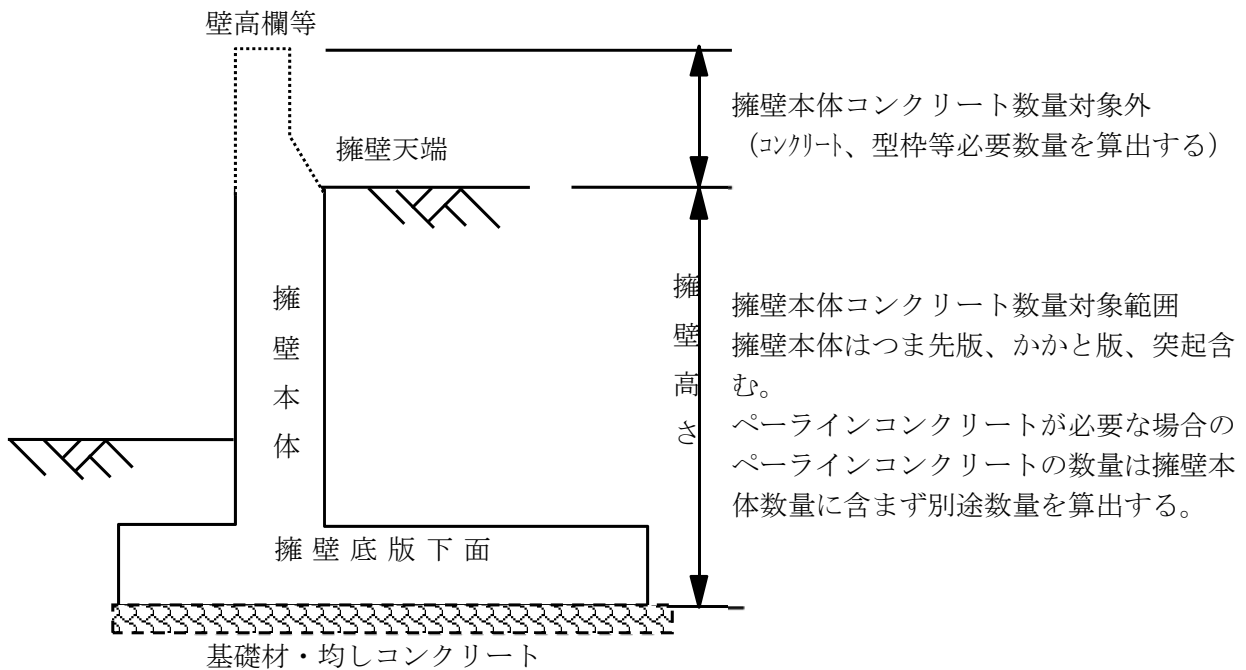 壁高欄等
擁壁本体コンクリート数量対象外
(コンクリート、型枠等必要数量を算出する)
擁壁天端
擁壁本体
擁壁高さ
擁壁本体コンクリート数量対象範囲
擁壁本体はつま先版、かかと版、突起含
む。
ペーラインコンクリートが必要な場合の
ペーラインコンクリートの数量は擁壁本
体数量に含まず別途数量を算出する。
擁壁底版下面
基礎材・均しコンクリート